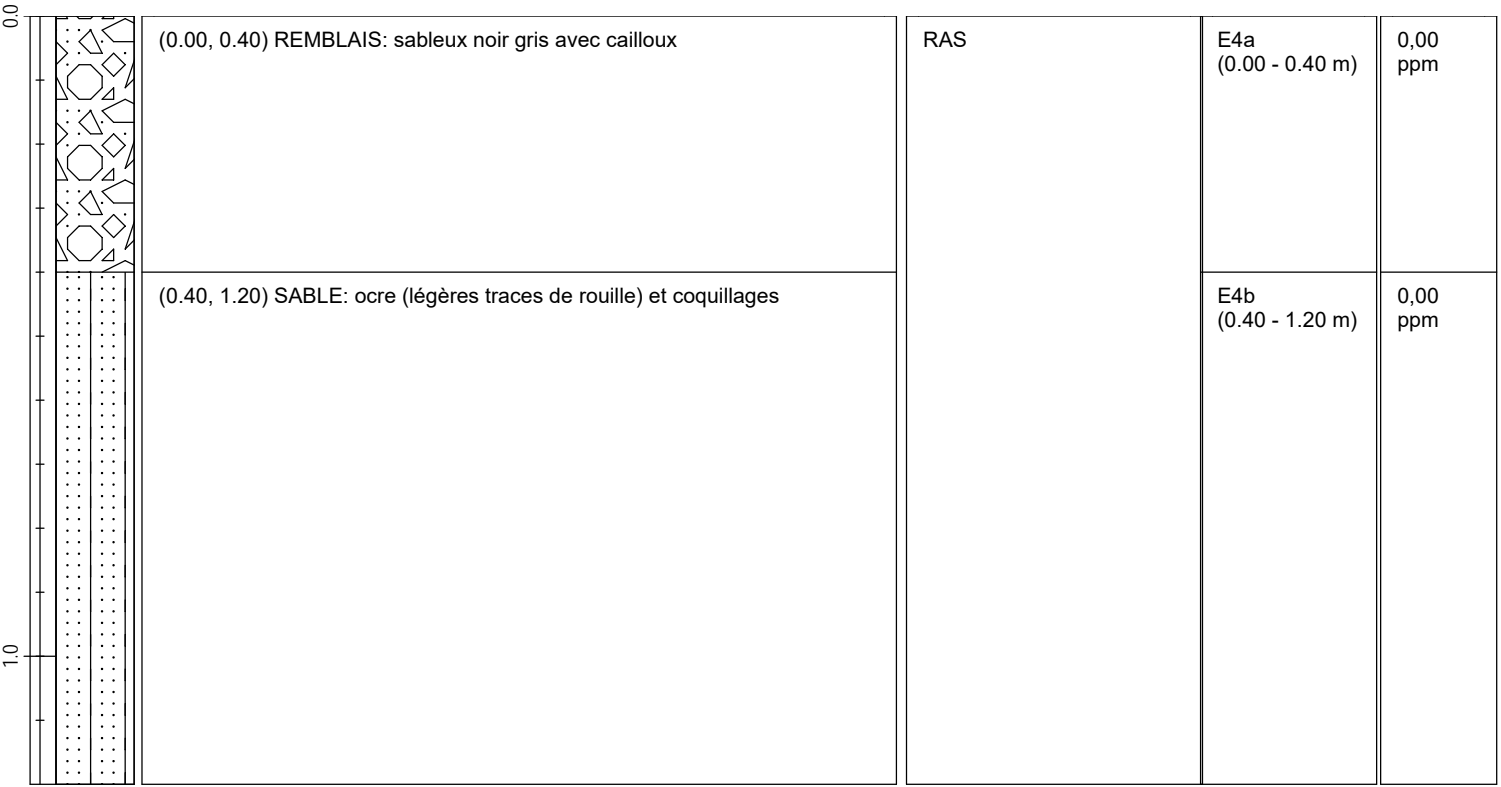 0.0
(0.00, 0.40) REMBLAIS: sableux noir gris avec cailloux
RAS
E4a
(0.00 - 0.40 m)
0,00
ppm
(0.40, 1.20) SABLE: ocre (légères traces de rouille) et coquillages
E4b
(0.40 - 1.20 m)
0,00
ppm
1.0